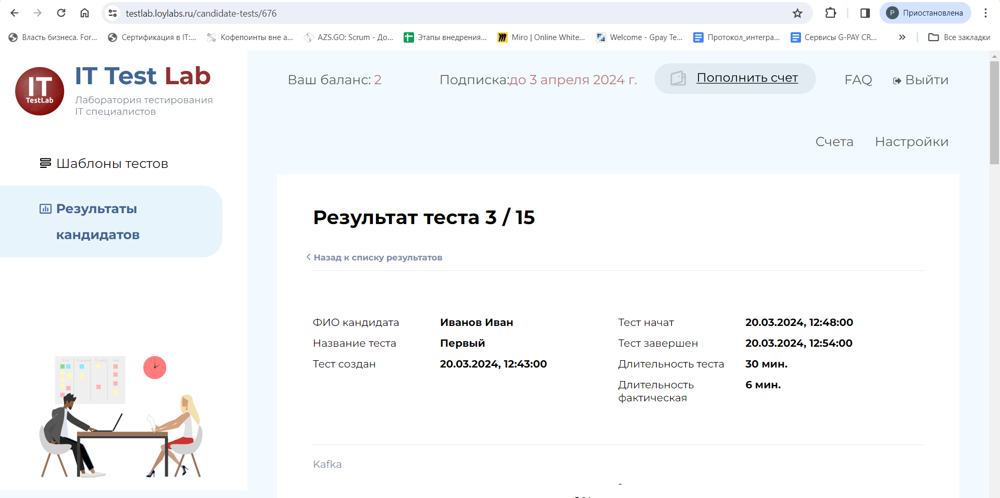 testlab.loylabs.ru/candidate-tests/676
P Приостановлена
Власть бизнеса. For...
Сертификация в IT:...
Кофепоинты вне а...
AZS.GO: Scrum - До...
Этапы внедрения...
Miro | Online White...
Welcome - Gpay Te...
Протокол_интегра...
Сервисы G-PAY CR...
Все закладки
IT
TestLab
IT Test Lab
Лаборатория тестирования
IT специалистов
Ваш баланс: 2
Подписка:до 3 апреля 2024 г.
Пополнить счет
FAQ
Выйти
Счета
Настройки
Шаблоны тестов
Результаты
кандидатов
Результат теста 3 / 15
Назад к списку результатов
ФИО кандидата Иванов Иван
Название теста Первый
Тест создан 20.03.2024, 12:43:00
Тест начат 20.03.2024, 12:48:00
Тест завершен 20.03.2024, 12:54:00
Длительность теста 30 мин.
Длительность 6 мин.
фактическая
Kafka
-